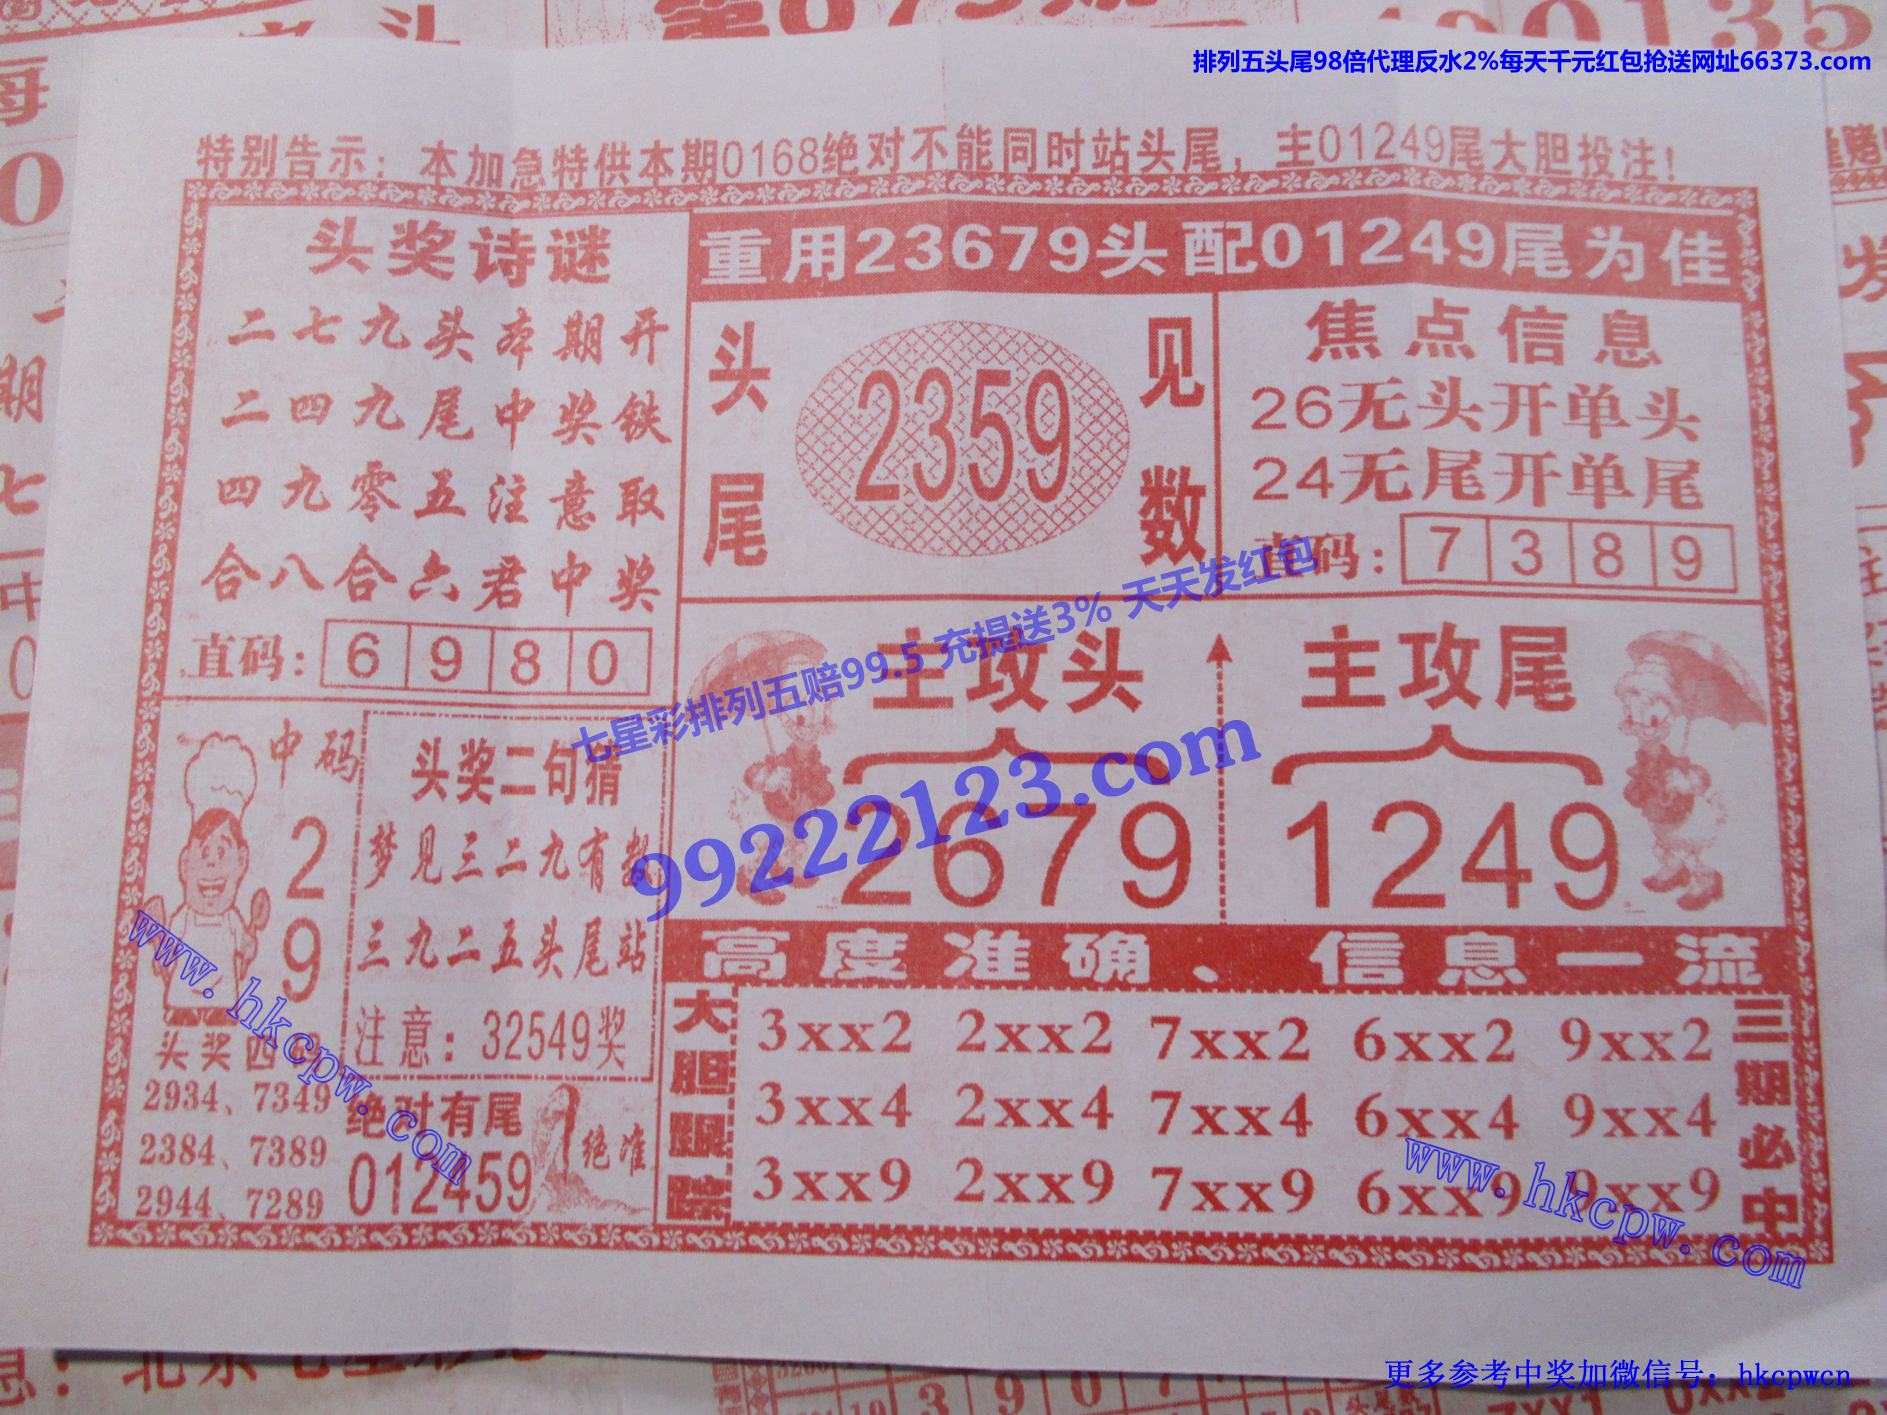 排列五头尾98倍代理反水2%每天千元红包抢送网址66373.com
特别告示：本加急特供本期0168绝对不能同时站头尾，主01249尾大胆投注！
头奖诗谜
二七九头本期开
二四九尾中奖铁
四九零五注意取
合八合六君中奖
直码：6980
重用23679头配01249尾为佳
头尾
2359
见数
焦点信息
26无头开单头
24无尾开单尾
直码：7389
七星彩排列五赔99.5 充提送3% 天天发红包
99222123.com
主攻头
2679
主攻尾
1249
中码
29
头奖四码
2934、7349
2384、7389
2944、7289
头奖二句猜
梦见三二九有数
三九二五头尾站
注意：32549奖
绝对有尾
012459
绝准
高度准确、信息一流
大胆跟踪
3xx2 2xx2 7xx2 6xx2 9xx2
3xx4 2xx4 7xx4 6xx4 9xx4
3xx9 2xx9 7xx9 6xx9 9xx9
三期必中
www.hkcpw.com
www.hkcpw.com
更多参考中奖加微信号：hkcpwcn